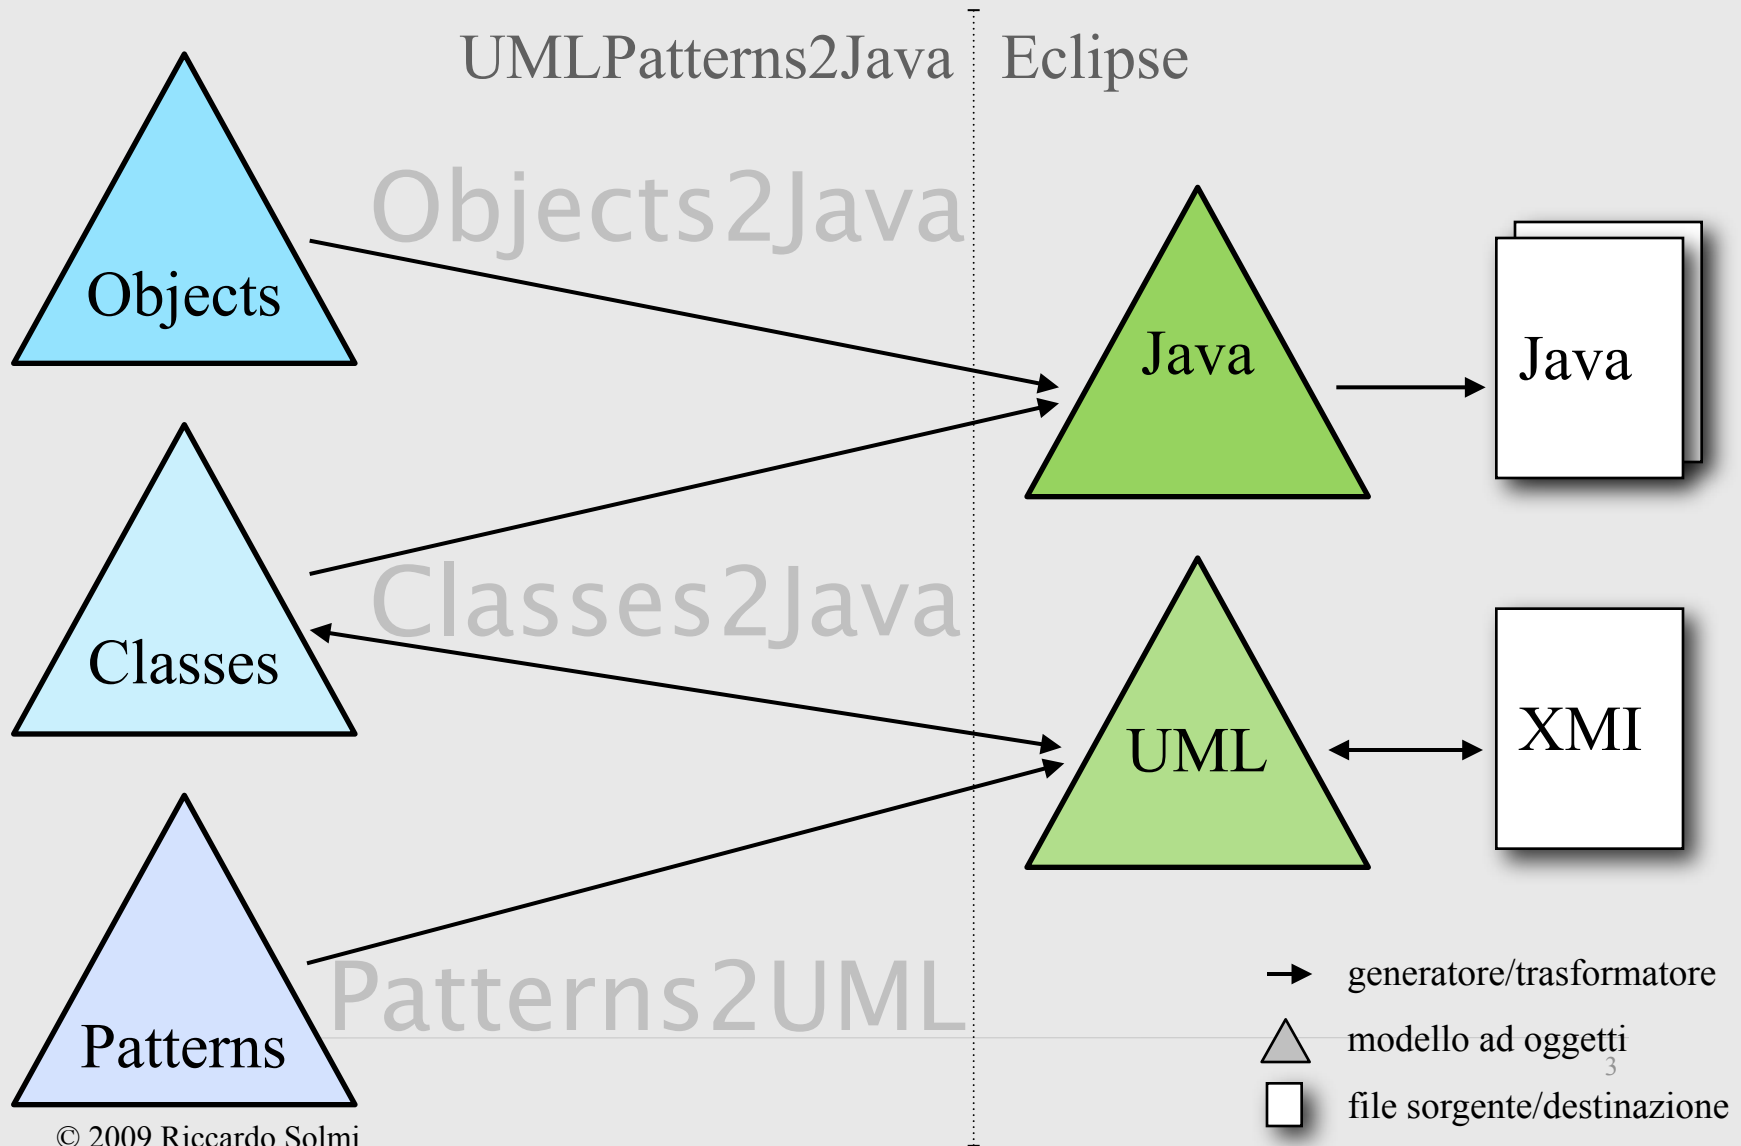 UMLPatterns2Java
Eclipse
Objects2Java
Objects
Java
Java
Classes2Java
Classes
UML
XMI
Patterns2UML
Patterns
generatore/trasformatore
modello ad oggetti
3
file sorgente/destinazione
© 2009 Riccardo Solmi